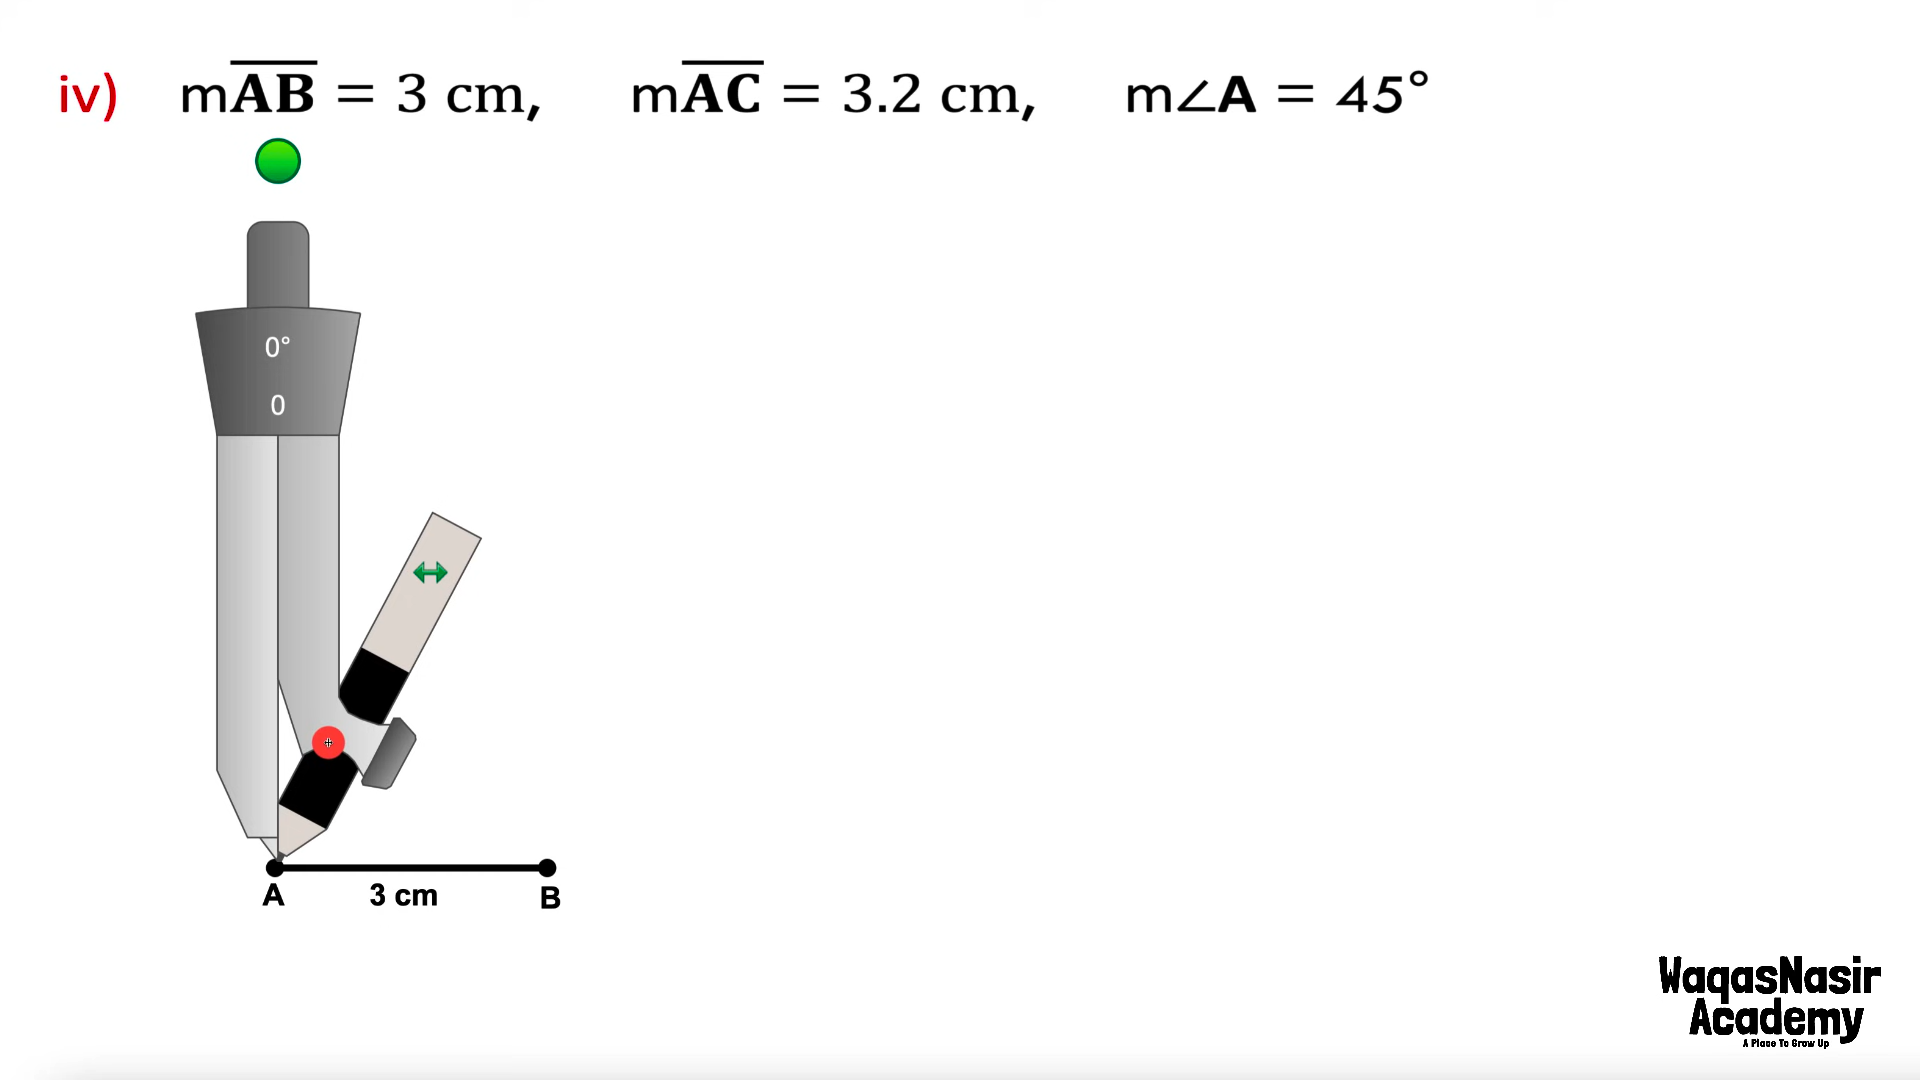 iv) mAB = 3 cm, mAC = 3.2 cm, m∠A = 45°
0°
0
A 3 cm B
WaqasNasir
Academy
A Place To Grow Up